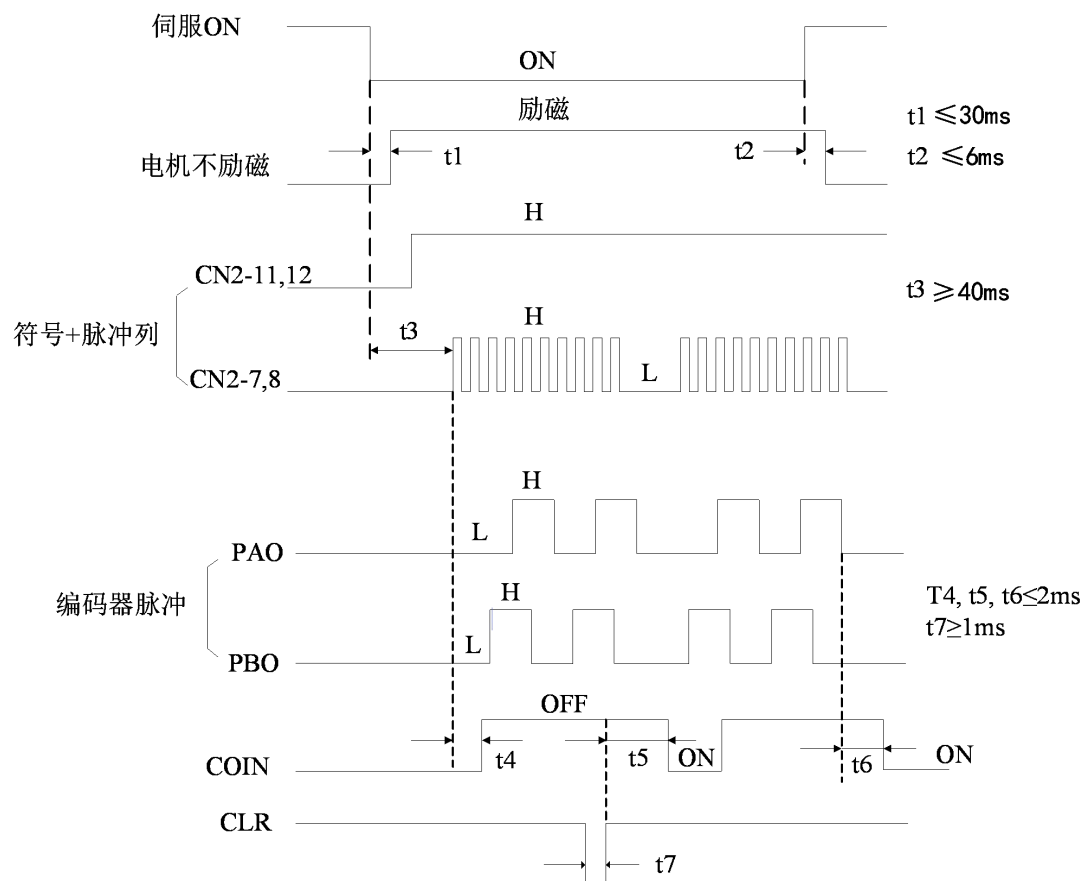 伺服ON
ON
励磁
t1 ≤30ms
t1
t2
t2 ≤6ms
电机不励磁
H
CN2-11,12
t3 ≥40ms
符号+脉冲列
t3
H
L
CN2-7,8
H
L
PAO
编码器脉冲
H
T4, t5, t6≤2ms
t7≥1ms
L
PBO
OFF
t4
t5
ON
t6
ON
COIN
CLR
t7